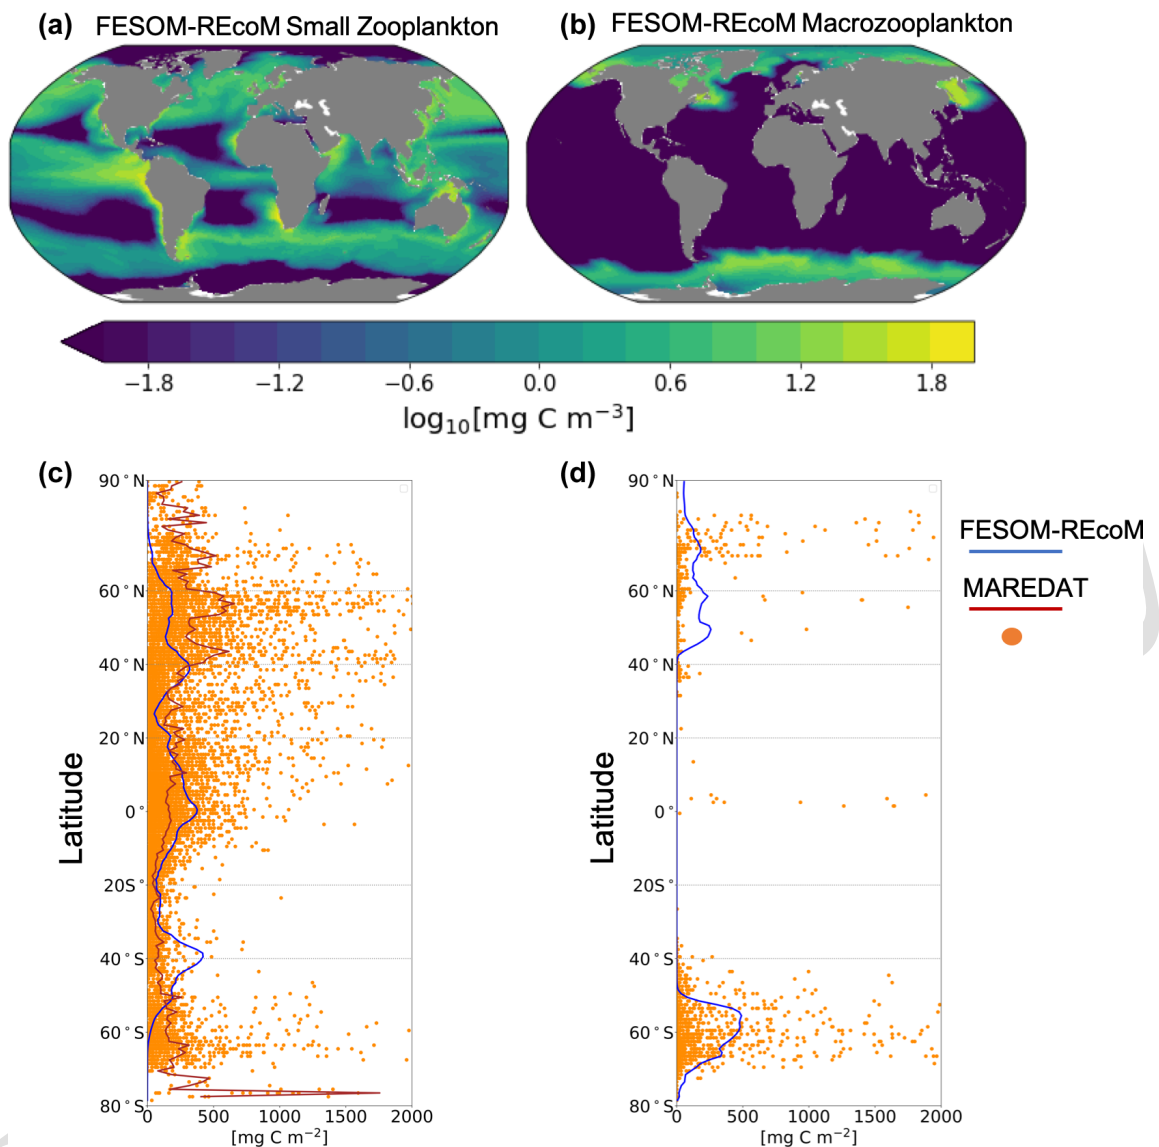 (a) FESOM-REcoM Small Zooplankton
(b) FESOM-REcoM Macrozooplankton
−1.8 −1.2 −0.6 0.0 0.6 1.2 1.8
log₁₀[mg C m⁻³]
(c)
90°N
60°N
40°N
20°N
0°
20S°
40°S
60°S
80°S
Latitude
0 500 1000 1500 2000
[mg C m⁻²]
(d)
90°N
60°N
40°N
20°N
0°
20S°
40°S
60°S
80°S
Latitude
0 500 1000 1500 2000
[mg C m⁻²]
FESOM-REcoM
MAREDAT